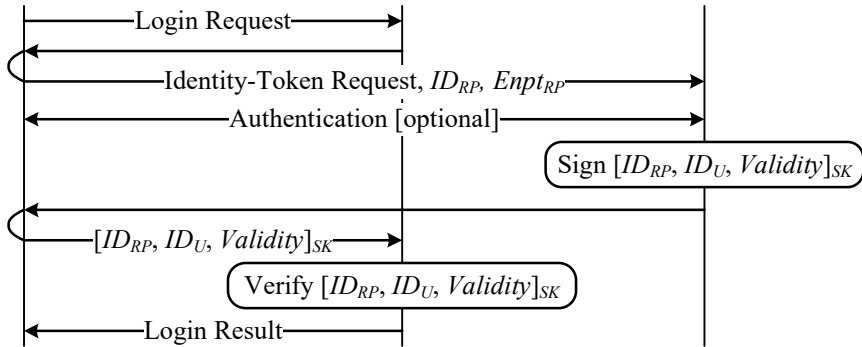 Login Request
Identity-Token Request, ID_RP, Enpt_RP
Authentication [optional]
Sign [ID_RP, ID_U, Validity]_SK
[ID_RP, ID_U, Validity]_SK
Verify [ID_RP, ID_U, Validity]_SK
Login Result